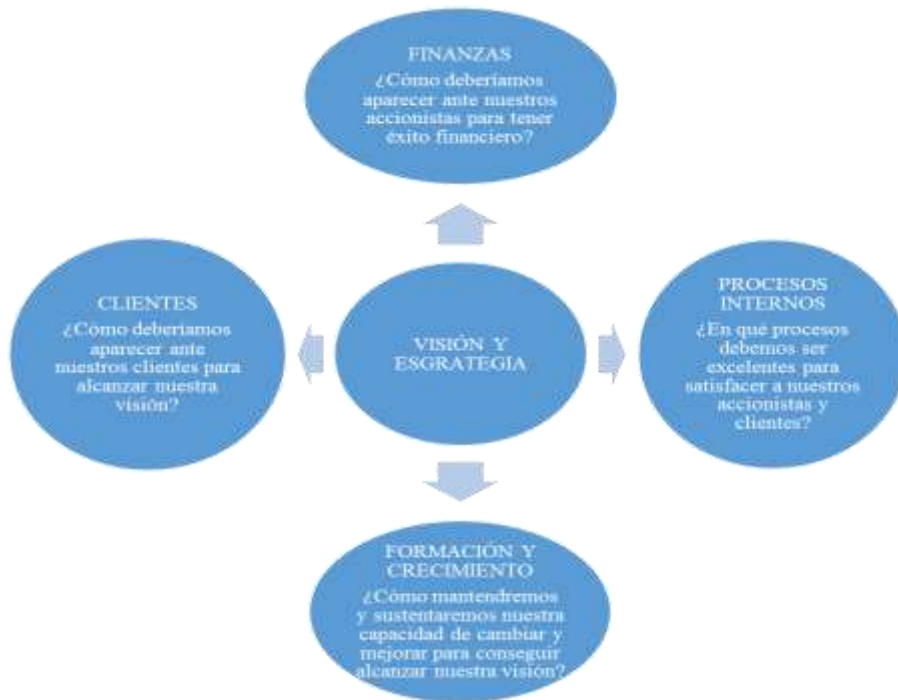 FINANZAS
¿Cómo deberíamos
aparecer ante nuestros
accionistas para tener
éxito financiero?
CLIENTES
¿Cómo deberíamos
aparecer ante
nuestros clientes para
alcanzar nuestra
visión?
VISIÓN Y
ESGRATEGIA
PROCESOS
INTERNOS
¿En qué procesos
debemos ser
excelentes para
satisfacer a nuestros
accionistas y
clientes?
FORMACIÓN Y
CRECIMIENTO
¿Cómo mantendremos
y sustentaremos nuestra
capacidad de cambiar y
mejorar para conseguir
alcanzar nuestra visión?